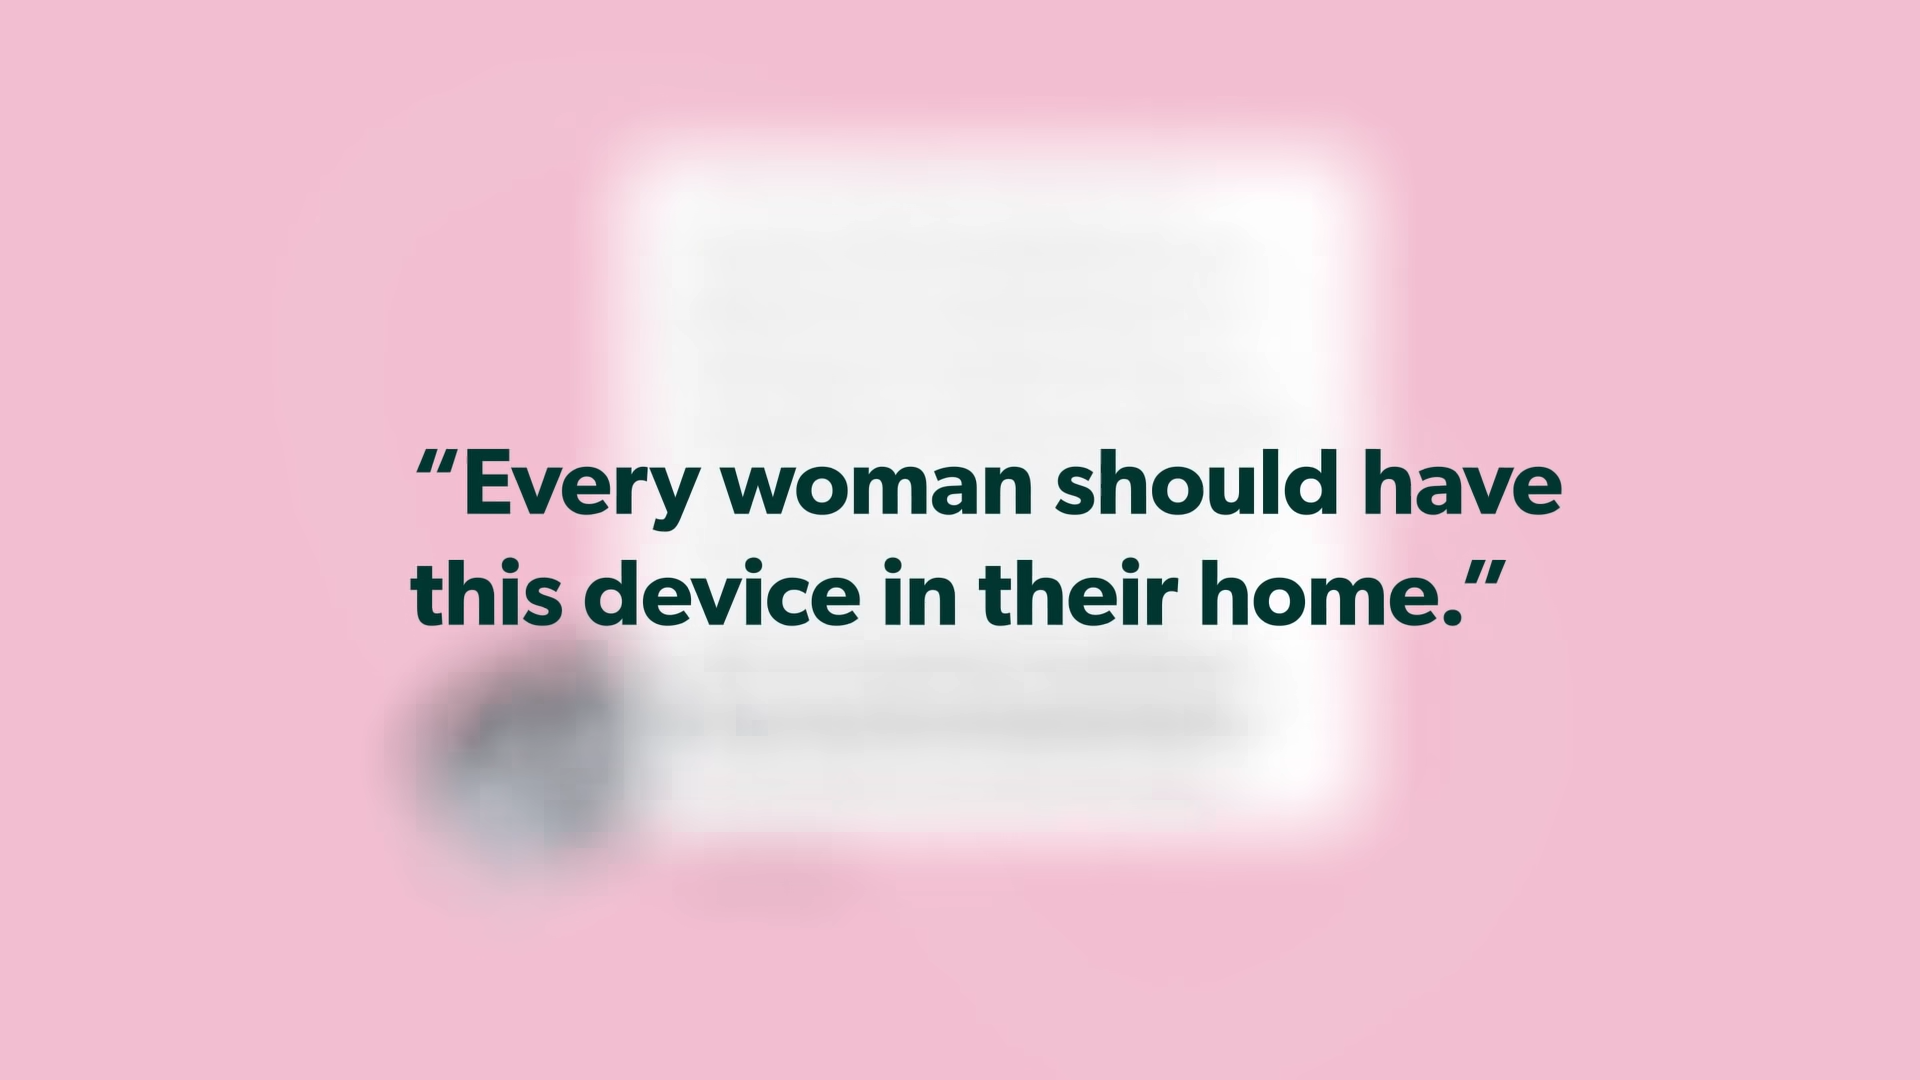 “Every woman should have
this device in their home.”